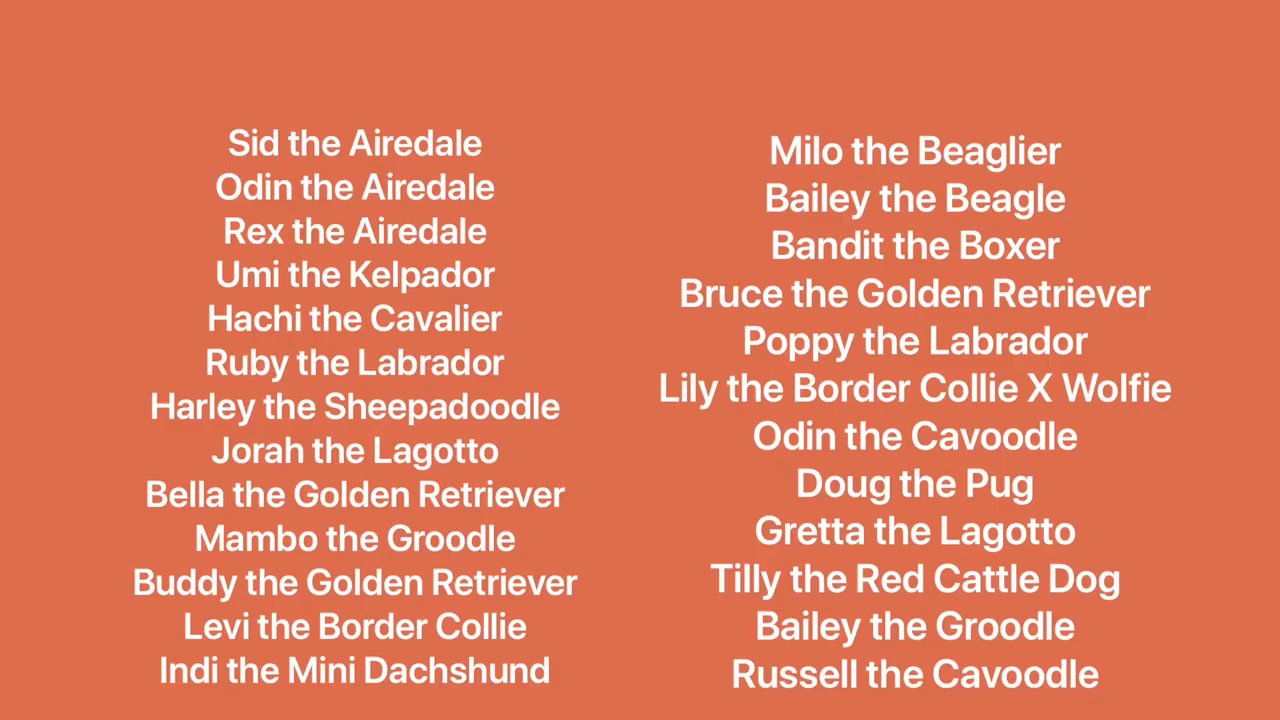 Sid the Airedale
Odin the Airedale
Rex the Airedale
Umi the Kelpador
Hachi the Cavalier
Ruby the Labrador
Harley the Sheepadoodle
Jorah the Lagotto
Bella the Golden Retriever
Mambo the Groodle
Buddy the Golden Retriever
Levi the Border Collie
Indi the Mini Dachshund
Milo the Beaglier
Bailey the Beagle
Bandit the Boxer
Bruce the Golden Retriever
Poppy the Labrador
Lily the Border Collie X Wolfie
Odin the Cavoodle
Doug the Pug
Gretta the Lagotto
Tilly the Red Cattle Dog
Bailey the Groodle
Russell the Cavoodle